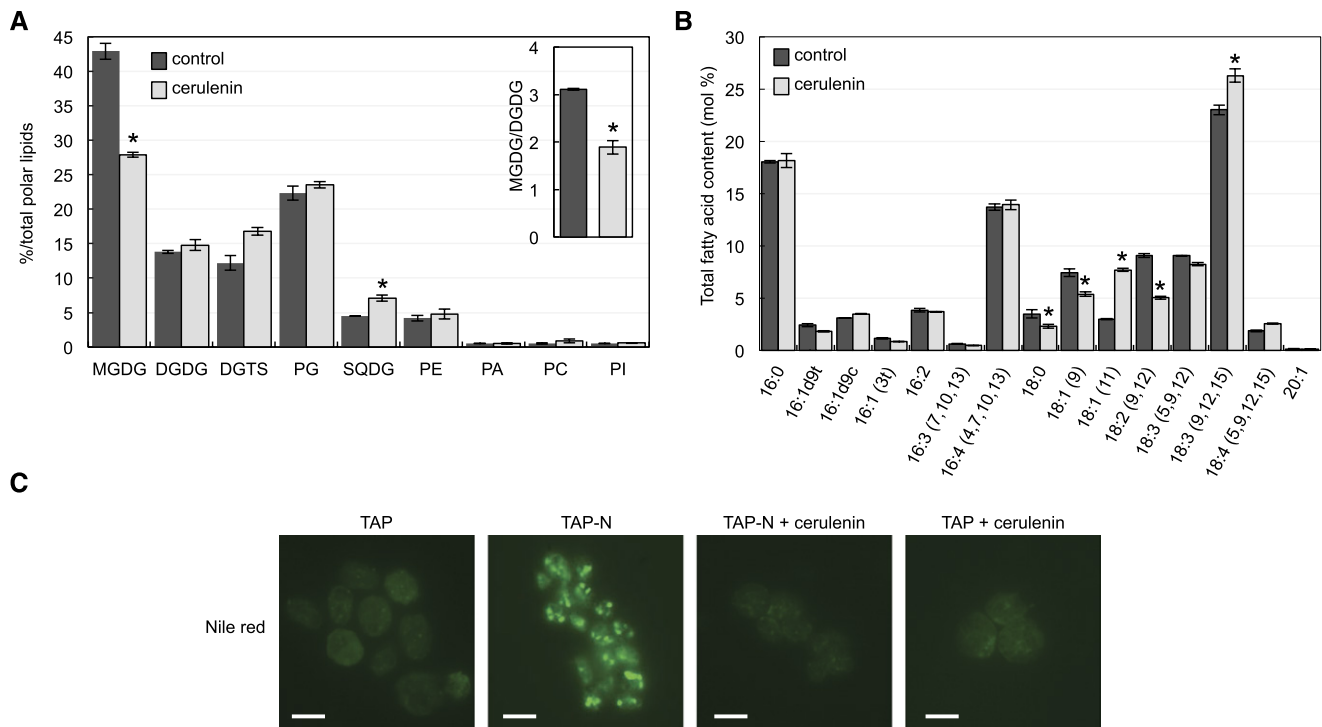 A
45
40
35
30
25
20
15
10
5
0
%/total polar lipids
control
cerulenin
*
*
MGDG DGDG DGTS PG SQDG PE PA PC PI
4
3
2
1
0
MGDG/DGDG
*
B
30
25
20
15
10
5
0
Total fatty acid content (mol %)
control
cerulenin
*
*
*
*
*
16:0
16:1d9t
16:1d9c
16:1 (3t)
16:2
16:3 (7,10,13)
16:4 (4,7,10,13)
18:0
18:1 (9)
18:1 (11)
18:2 (9,12)
18:3 (5,9,12)
18:3 (9,12,15)
18:4 (5,9,12,15)
20:1
C
TAP TAP-N TAP-N + cerulenin TAP + cerulenin
Nile red